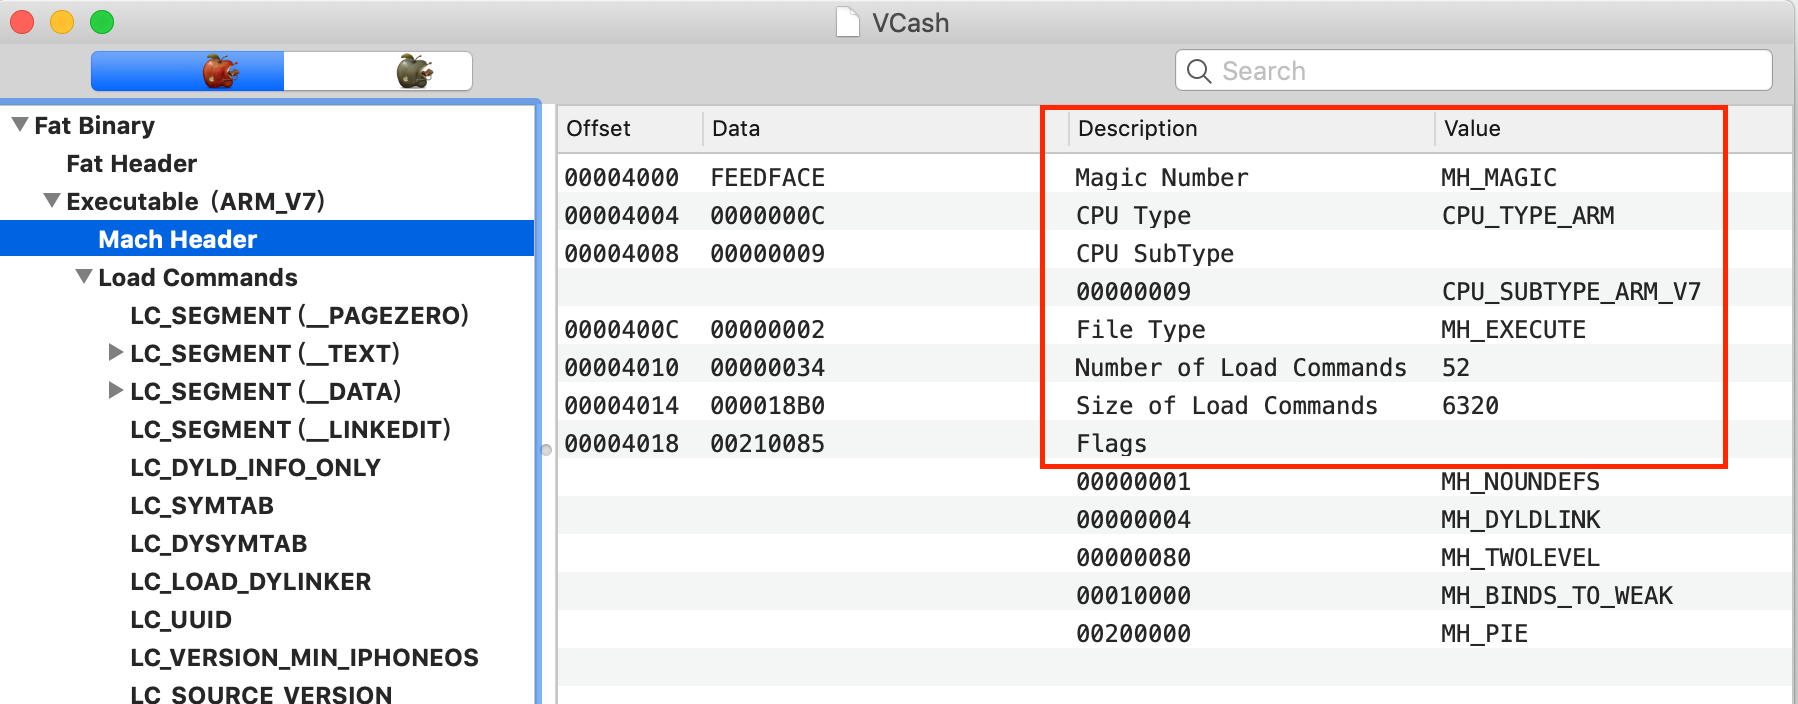 VCash
Search
Fat Binary
Fat Header
Executable (ARM_V7)
Mach Header
Load Commands
LC_SEGMENT (__PAGEZERO)
LC_SEGMENT (__TEXT)
LC_SEGMENT (__DATA)
LC_SEGMENT (__LINKEDIT)
LC_DYLD_INFO_ONLY
LC_SYMTAB
LC_DYSYMTAB
LC_LOAD_DYLINKER
LC_UUID
LC_VERSION_MIN_IPHONEOS
LC_SOURCE_VERSION
Offset Data Description Value
00004000 FEEDFACE Magic Number MH_MAGIC
00004004 0000000C CPU Type CPU_TYPE_ARM
00004008 00000009 CPU SubType
00000009 CPU_SUBTYPE_ARM_V7
0000400C 00000002 File Type MH_EXECUTE
00004010 00000034 Number of Load Commands 52
00004014 000018B0 Size of Load Commands 6320
00004018 00210085 Flags
00000001 MH_NOUNDEFS
00000004 MH_DYLDLINK
00000080 MH_TWOLEVEL
00010000 MH_BINDS_TO_WEAK
00200000 MH_PIE